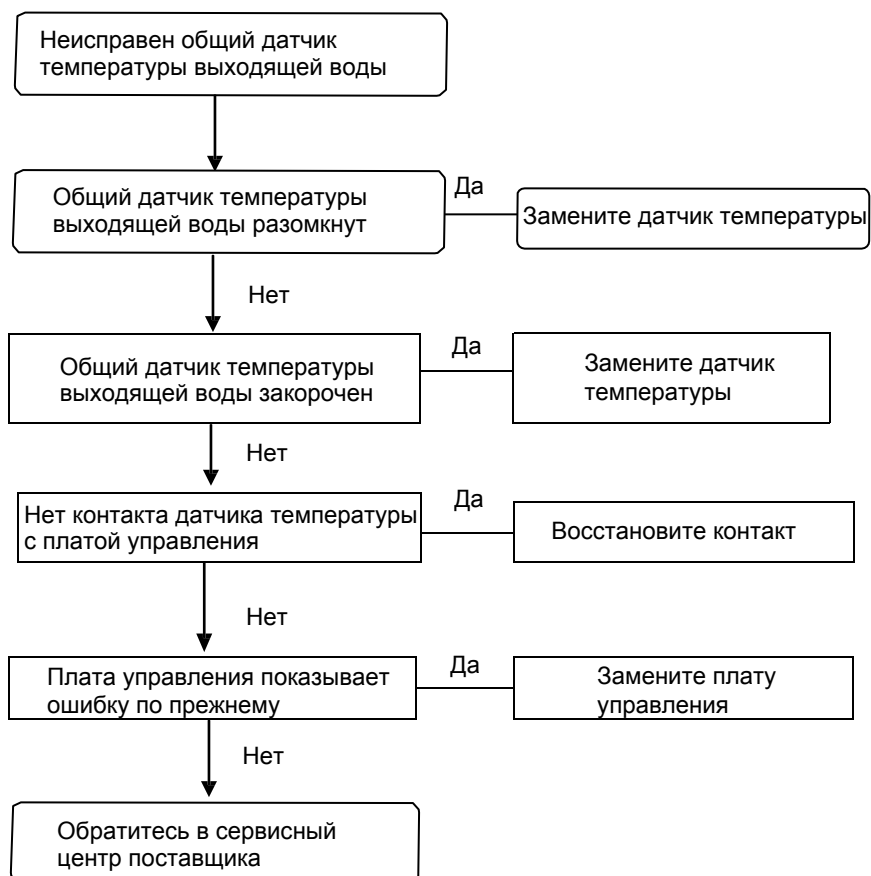 Неисправен общий датчик
температуры выходящей воды
Общий датчик температуры
выходящей воды разомкнут
Да
Замените датчик температуры
Нет
Общий датчик температуры
выходящей воды закорочен
Да
Замените датчик
температуры
Нет
Нет контакта датчика температуры
с платой управления
Да
Восстановите контакт
Нет
Плата управления показывает
ошибку по прежнему
Да
Замените плату
управления
Нет
Обратитесь в сервисный
центр поставщика